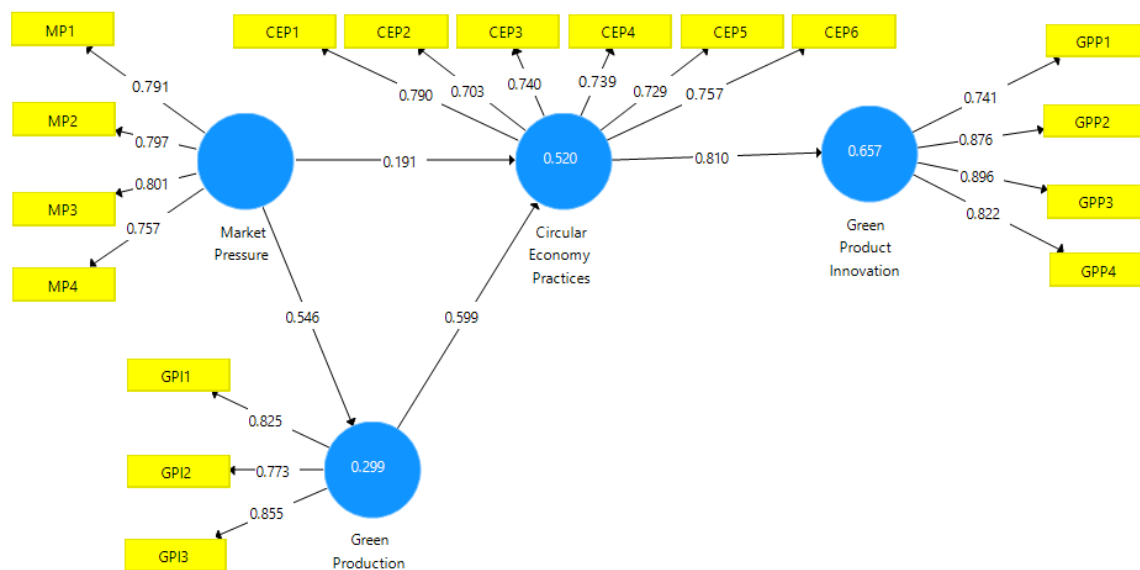 MP1
MP2
MP3
MP4
0.791
0.797
0.801
0.757
Market
Pressure
CEP1
CEP2
CEP3
CEP4
CEP5
CEP6
0.790
0.703
0.740
0.739
0.729
0.757
0.191
0.520
Circular
Economy
Practices
0.810
0.657
Green
Product
Innovation
GPP1
GPP2
GPP3
GPP4
0.741
0.876
0.896
0.822
0.546
0.599
GPI1
GPI2
GPI3
0.825
0.773
0.855
0.299
Green
Production